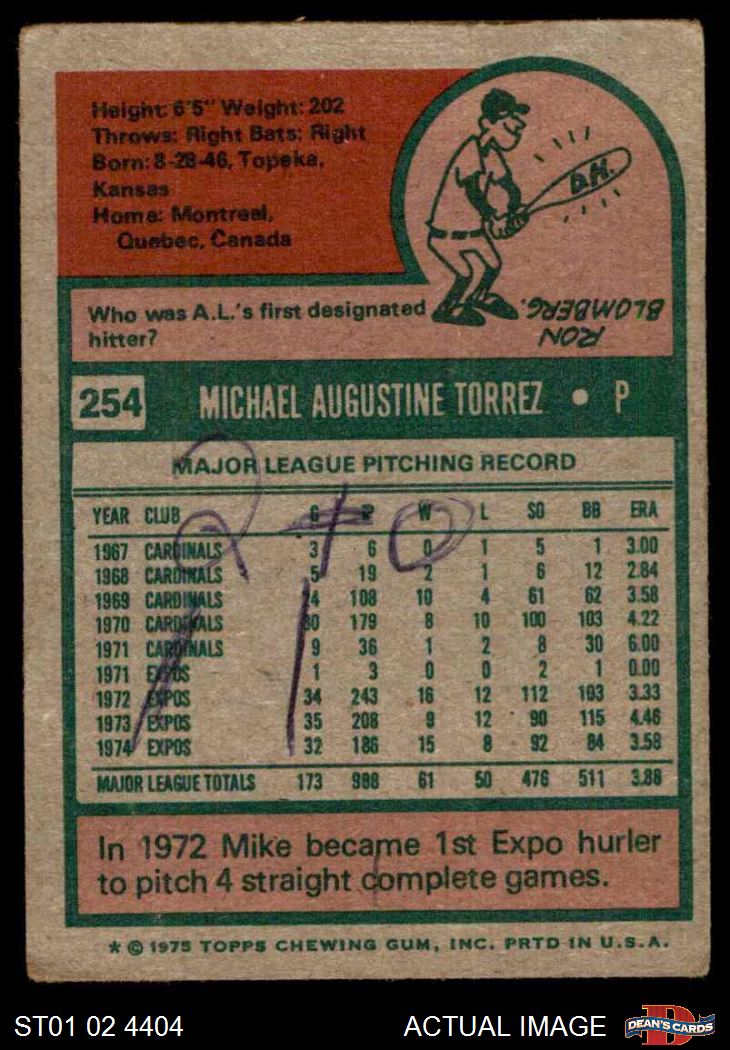 Height: 6'5" Weight: 202
Throws: Right Bats: Right
Born: 8-28-46, Topeka,
Kansas
Home: Montreal,
Quebec, Canada
D.H.
Who was A.L.'s first designated
hitter?
RON
BLOMBERG.
254 MICHAEL AUGUSTINE TORREZ • P
MAJOR LEAGUE PITCHING RECORD
YEAR CLUB G IP W L SO BB ERA
1967 CARDINALS 3 6 0 1 5 1 3.00
1968 CARDINALS 5 19 2 1 6 12 2.84
1969 CARDINALS 24 108 10 4 61 62 3.58
1970 CARDINALS 30 179 8 10 100 103 4.22
1971 CARDINALS 9 36 1 2 8 30 6.00
1971 EXPOS 1 3 0 0 2 1 0.00
1972 EXPOS 34 243 16 12 112 103 3.33
1973 EXPOS 35 208 9 12 90 115 4.46
1974 EXPOS 32 186 15 8 92 84 3.58
MAJOR LEAGUE TOTALS 173 988 61 50 476 511 3.86
In 1972 Mike became 1st Expo hurler
to pitch 4 straight complete games.
* © 1975 TOPPS CHEWING GUM, INC. PRTD IN U.S.A.
ST01 02 4404 ACTUAL IMAGE D DEAN'S CARDS